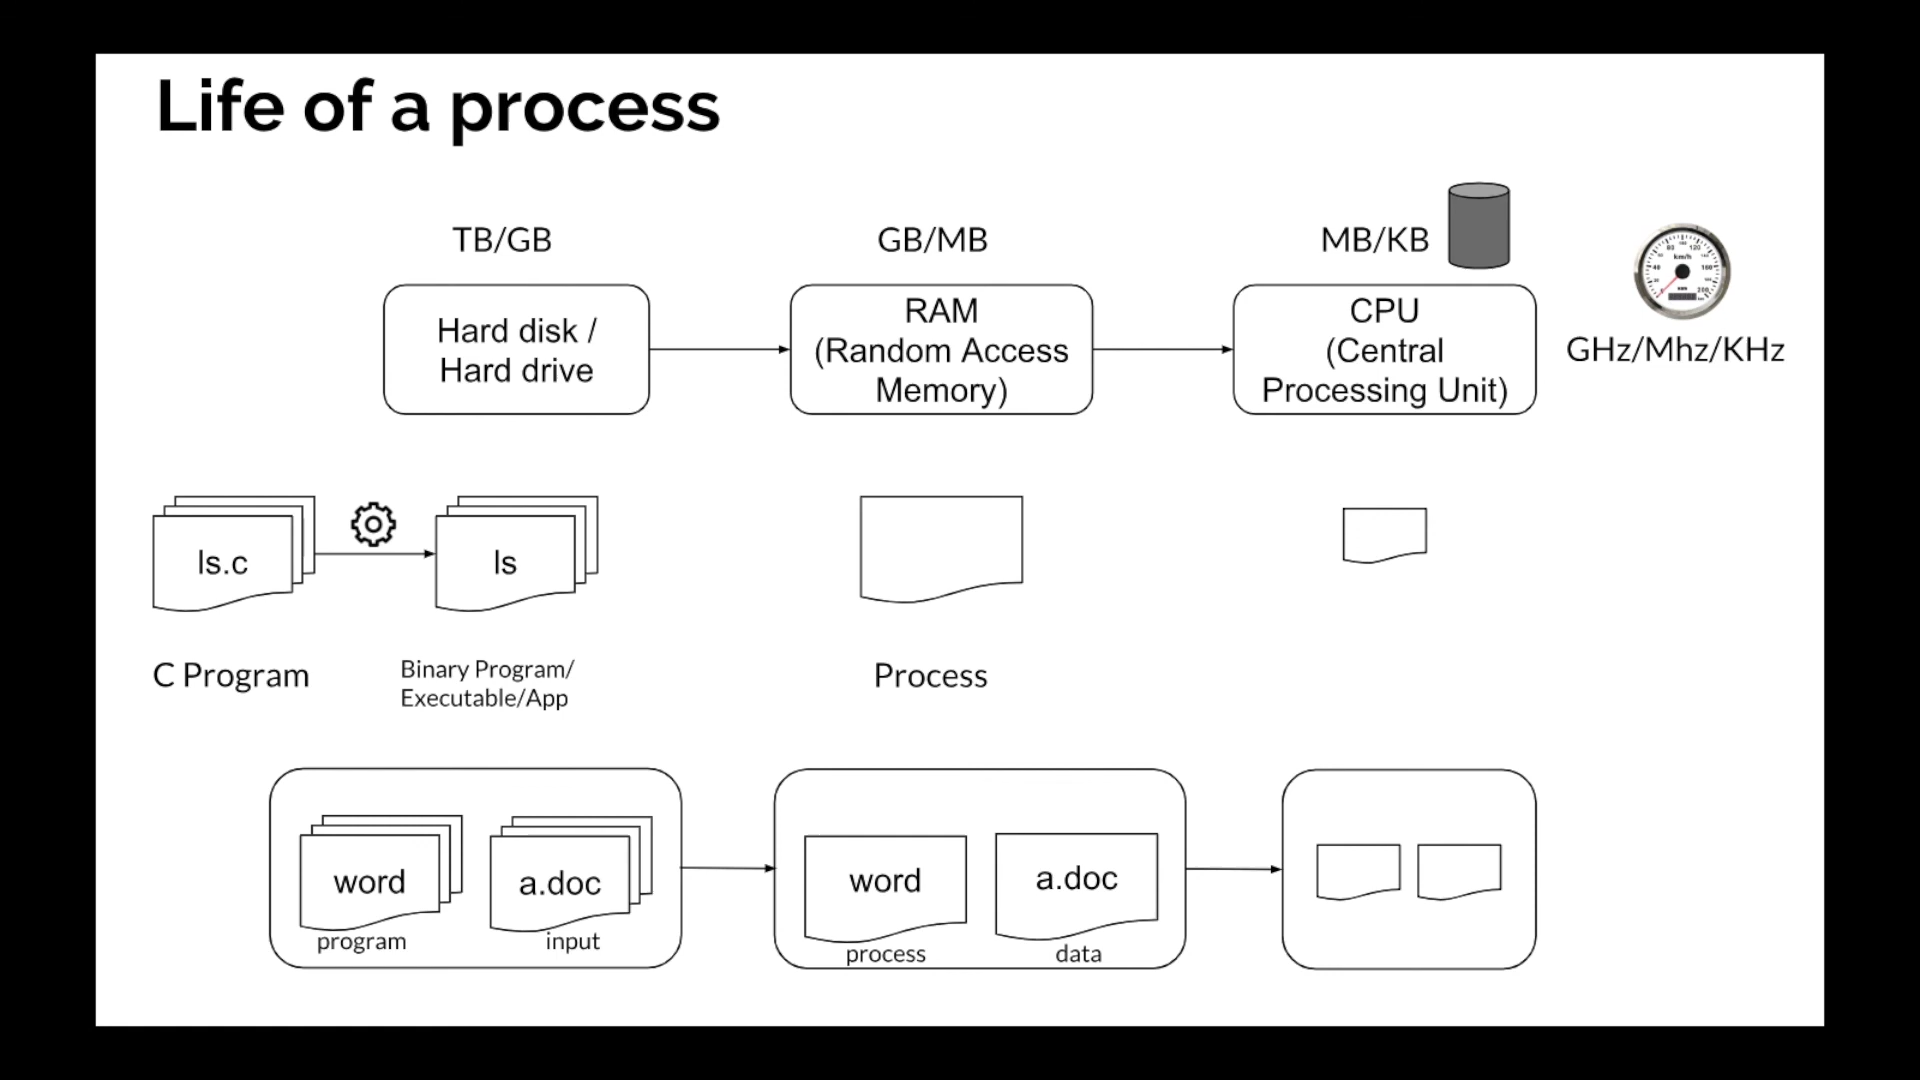 Life of a process
TB/GB
GB/MB
MB/KB
Hard disk /
Hard drive
RAM
(Random Access
Memory)
CPU
(Central
Processing Unit)
km/h
GHz/Mhz/KHz
ls.c
ls
C Program
Binary Program/
Executable/App
Process
word
program
a.doc
input
word
process
a.doc
data